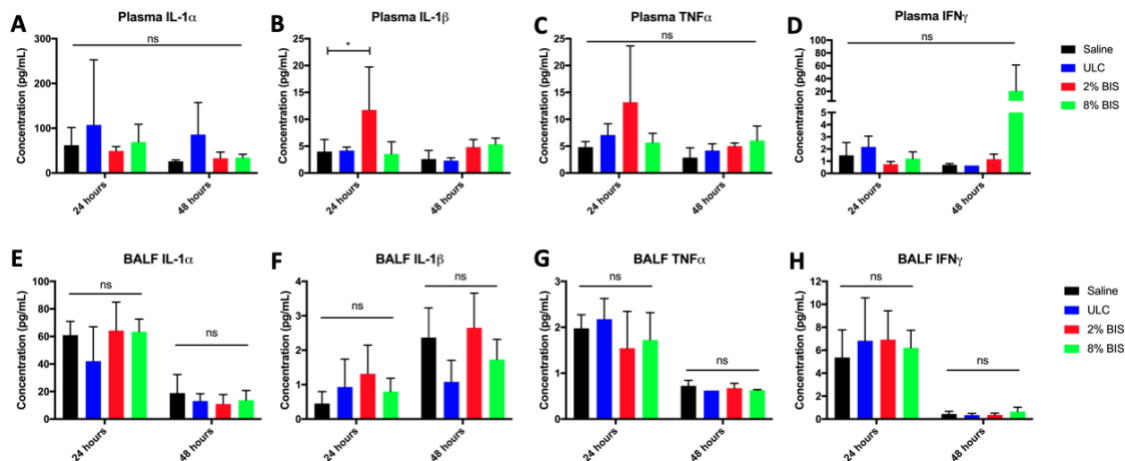 A
Plasma IL-1α
Concentration (pg/mL)
300
200
100
0
ns
24 hours
48 hours
B
Plasma IL-1β
Concentration (pg/mL)
25
20
15
10
5
0
*
24 hours
48 hours
C
Plasma TNFα
Concentration (pg/mL)
25
20
15
10
5
0
ns
24 hours
48 hours
D
Plasma IFNγ
Concentration (pg/mL)
100
80
60
40
20
5
4
3
2
1
0
ns
24 hours
48 hours
Saline
ULC
2% BIS
8% BIS
E
BALF IL-1α
Concentration (pg/mL)
100
80
60
40
20
0
ns
ns
24 hours
48 hours
F
BALF IL-1β
Concentration (pg/mL)
4
3
2
1
0
ns
ns
24 hours
48 hours
G
BALF TNFα
Concentration (pg/mL)
3
2
1
0
ns
ns
24 hours
48 hours
H
BALF IFNγ
Concentration (pg/mL)
12
10
8
6
4
2
0
ns
ns
24 hours
48 hours
Saline
ULC
2% BIS
8% BIS